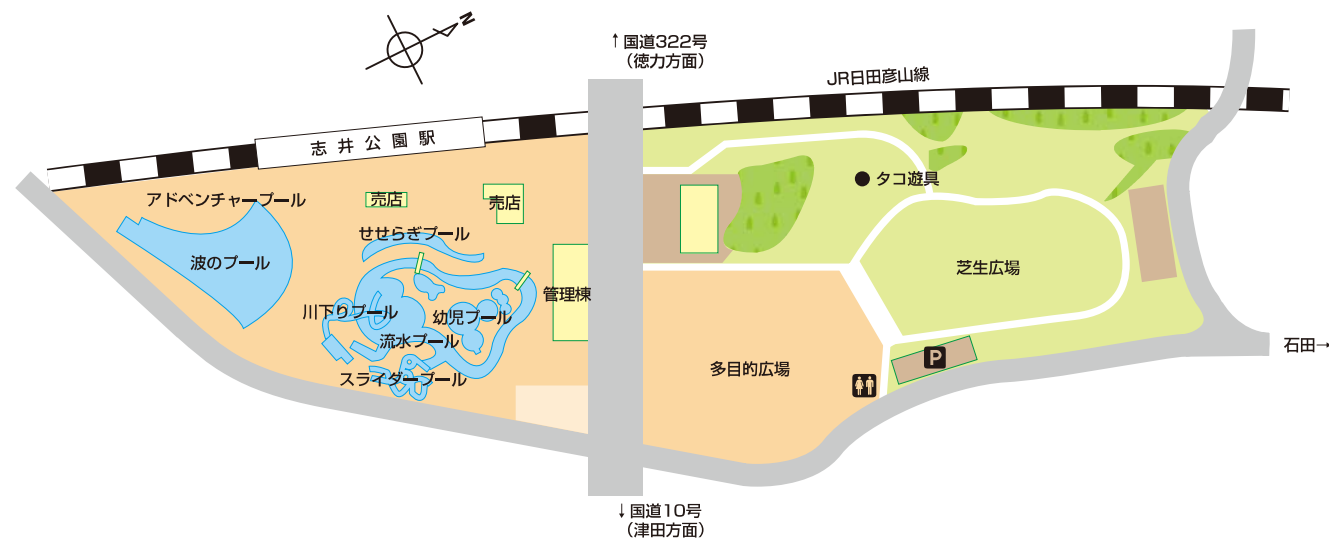 N
↑国道322号
（徳力方面）
JR日田彦山線
志井公園駅
アドベンチャープール
売店
売店
タコ遊具
せせらぎプール
波のプール
芝生広場
管理棟
川下りプール
幼児プール
流水プール
石田→
P
多目的広場
スライダープール
↓国道10号
（津田方面）